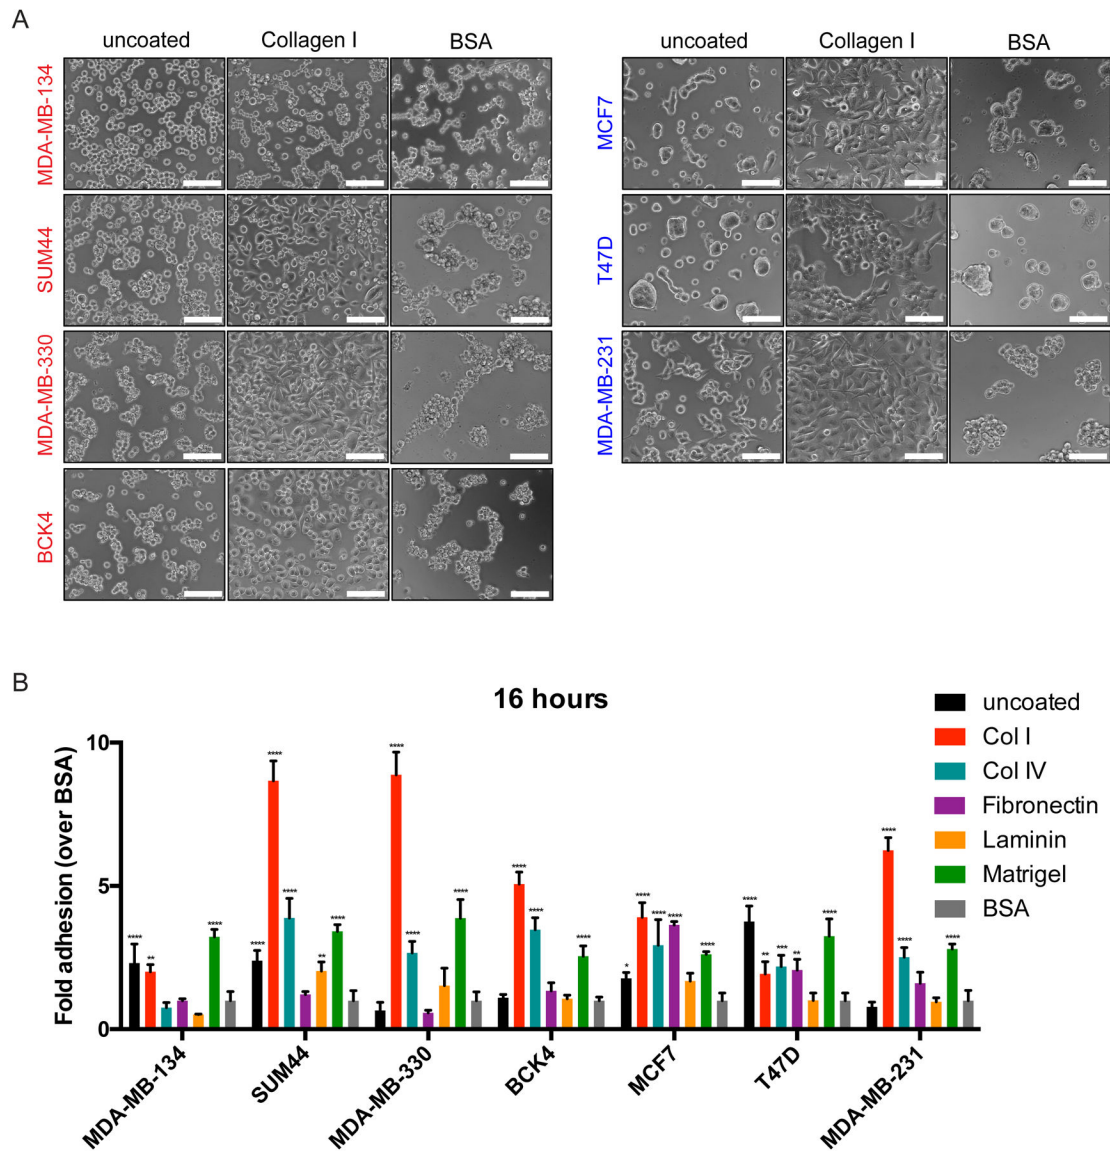 A
uncoated Collagen I BSA
MDA-MB-134
SUM44
MDA-MB-330
BCK4
uncoated Collagen I BSA
MCF7
T47D
MDA-MB-231
B
16 hours
Fold adhesion (over BSA)
10
5
0
**** ** ****
**** **** **** ** ****
**** **** ****
**** **** ****
* **** **** **** ****
**** ** *** ** ****
**** **** ****
MDA-MB-134
SUM44
MDA-MB-330
BCK4
MCF7
T47D
MDA-MB-231
uncoated
Col I
Col IV
Fibronectin
Laminin
Matrigel
BSA